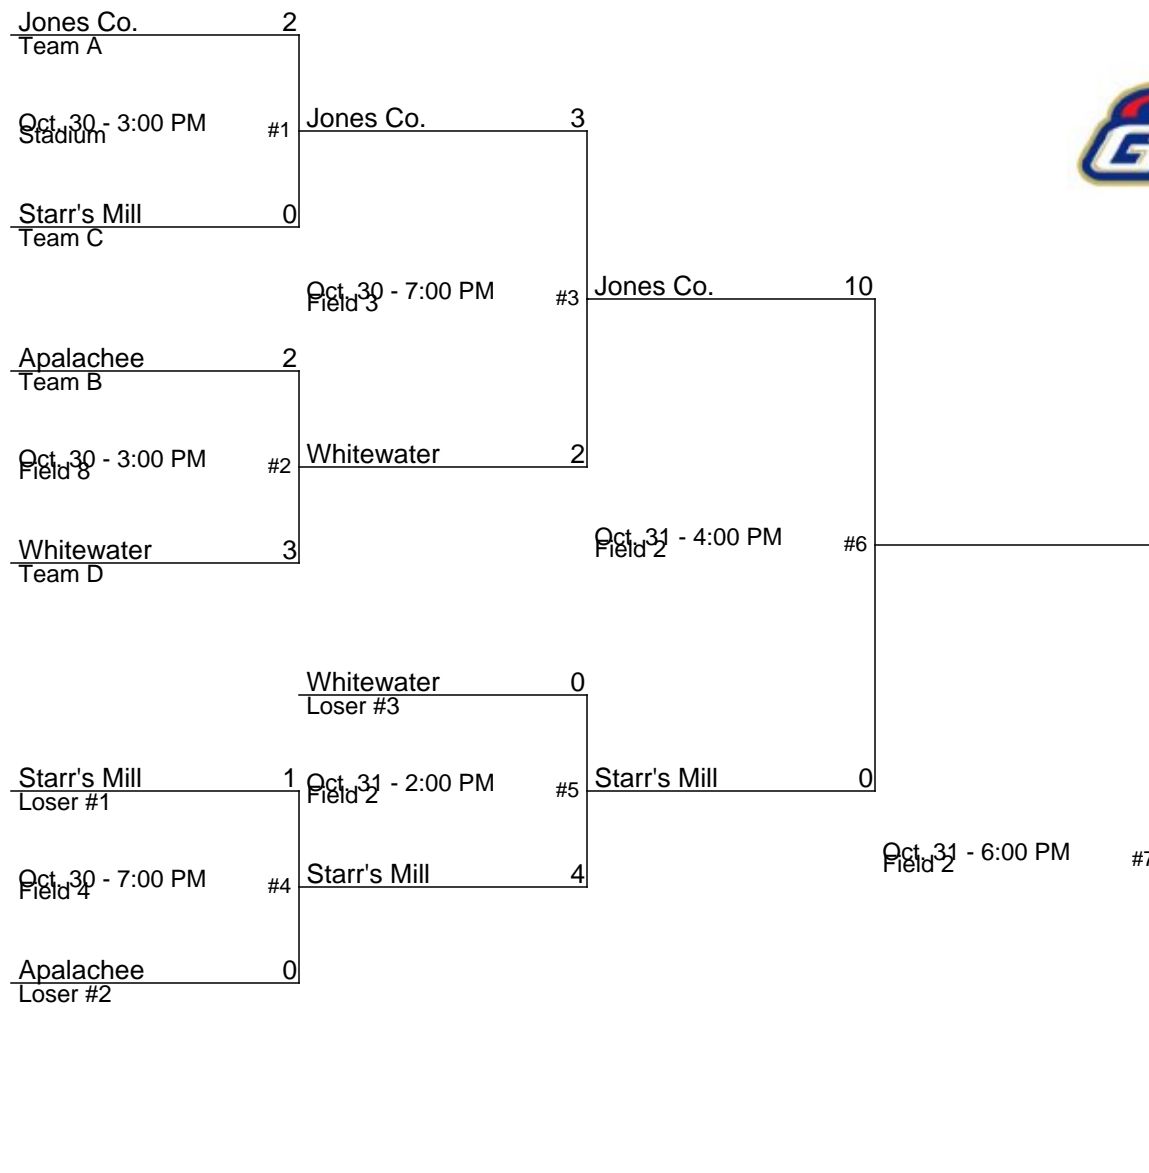 Jones Co. 2
Team A
Oct. 30 - 3:00 PM #1
Stadium
Jones Co. 3
Starr's Mill 0
Team C
Oct. 30 - 7:00 PM #3
Field 3
Jones Co. 10
Apalachee 2
Team B
Oct. 30 - 3:00 PM #2
Field 8
Whitewater 2
Whitewater 3
Team D
Oct. 31 - 4:00 PM #6
Field 2
Whitewater 0
Loser #3
Starr's Mill 1
Loser #1
Oct. 31 - 2:00 PM #5
Field 2
Starr's Mill 0
Oct. 30 - 7:00 PM #4
Field 4
Starr's Mill 4
Oct. 31 - 6:00 PM #7
Field 2
Apalachee 0
Loser #2